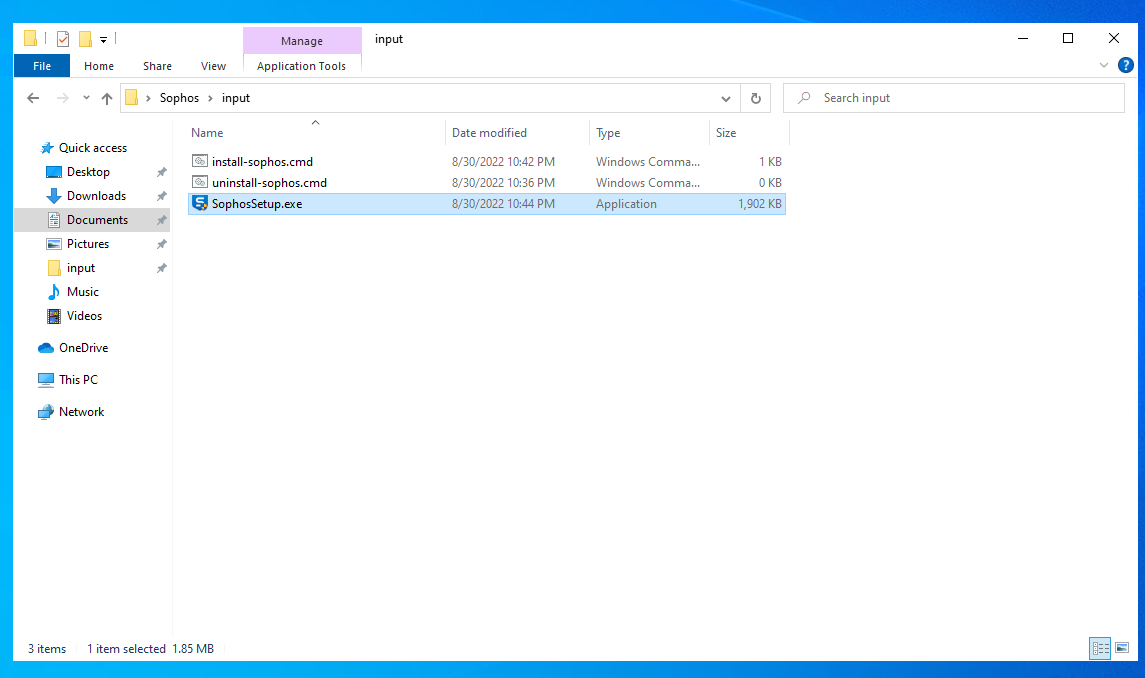 Manage
input
File
Home
Share
View
Application Tools
?
Sophos
input
Search input
Name
Date modified
Type
Size
Quick access
Desktop
Downloads
Documents
Pictures
input
Music
Videos
OneDrive
This PC
Network
install-sophos.cmd 8/30/2022 10:42 PM Windows Comma... 1 KB
uninstall-sophos.cmd 8/30/2022 10:36 PM Windows Comma... 0 KB
SophosSetup.exe 8/30/2022 10:44 PM Application 1,902 KB
3 items 1 item selected 1.85 MB